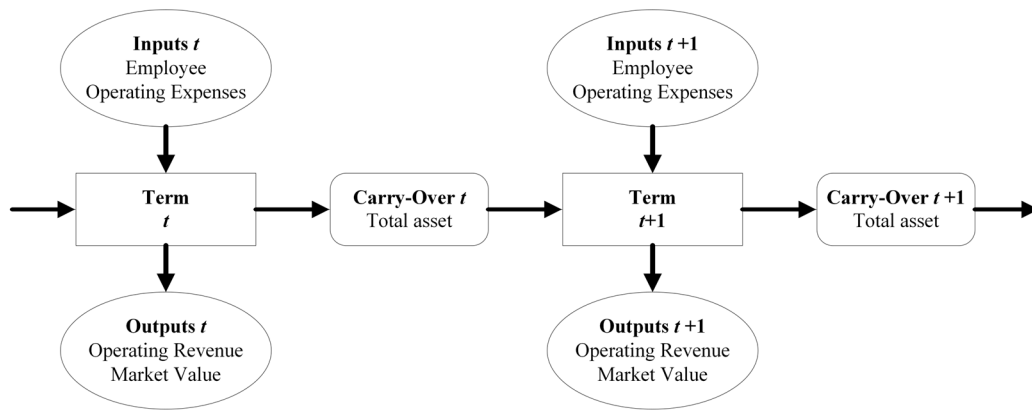 Inputs t
Employee
Operating Expenses
Inputs t +1
Employee
Operating Expenses
Term
t
Carry-Over t
Total asset
Term
t+1
Carry-Over t +1
Total asset
Outputs t
Operating Revenue
Market Value
Outputs t +1
Operating Revenue
Market Value